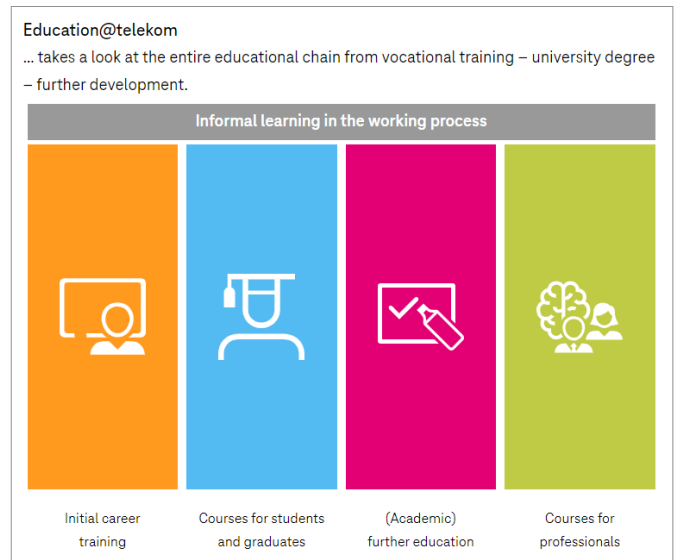 Education@telekom
... takes a look at the entire educational chain from vocational training – university degree
– further development.
Informal learning in the working process
Initial career
training
Courses for students
and graduates
(Academic)
further education
Courses for
professionals